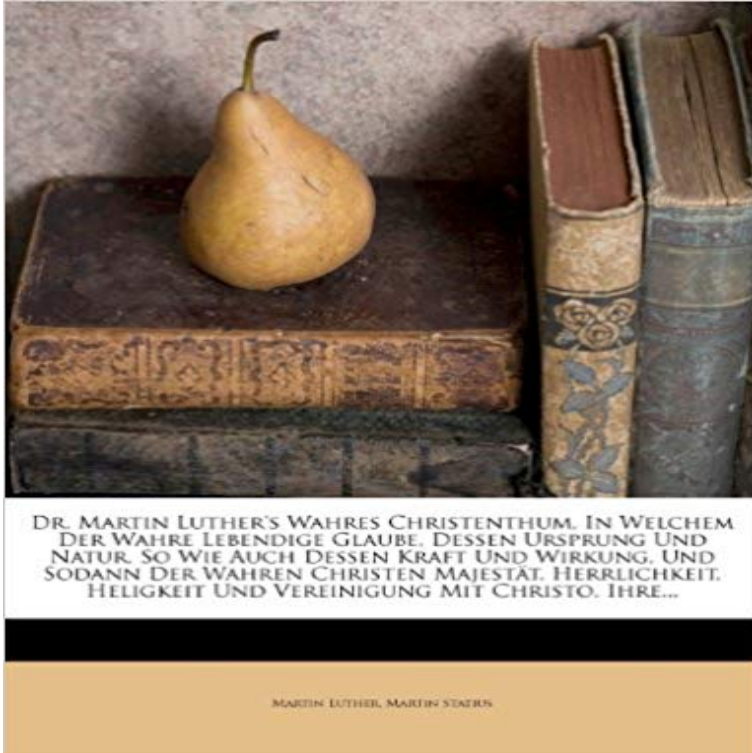 Dr. Martin Luther's Wahres Christenthum, In Welchem
Der Wahre Lebendige Glaube, Dessen Ursprung Und
Natur, So Wie Auch Dessen Kraft Und Wirkung, Und
Sodann Der Wahren Christen Majestät, Herrlichkeit,
Heligkeit Und Vereinigung Mit Christo, Ihre...
Martin Luther, Martin Statius